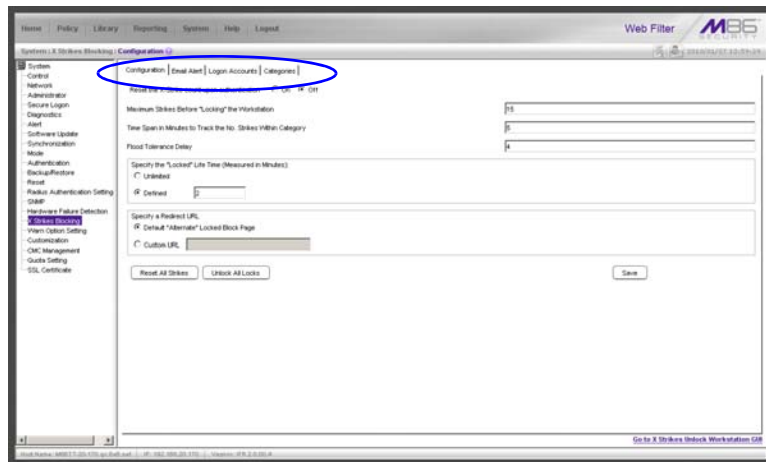 Home Policy Library Reporting System Help Logout
Web Filter M86 SECURITY
System : X Strikes Blocking : Configuration
System
Control
Network
Administrator
Secure Logon
Diagnostics
Alert
Software Update
Synchronization
Mode
Authentication
Backup/Restore
Reset
Radius Authentication Setting
SNMP
Hardware Failure Detection
X Strikes Blocking
Warn Option Setting
Customization
CMC Management
Quota Setting
SSL Certificate
Configuration Email Alert Logon Accounts Categories
On Off
Maximum Strikes Before "Locking" the Workstation 15
Time Span in Minutes to Track the No. Strikes Within Category 5
Flood Tolerance Delay 4
Specify the "Locked" Life Time (Measured in Minutes):
Unlimited
Defined 2
Specify a Redirect URL
Default "Alternate" Locked Block Page
Custom URL
Reset All Strikes Unlock All Locks Save
Go to X Strikes Unlock Workstation GUI